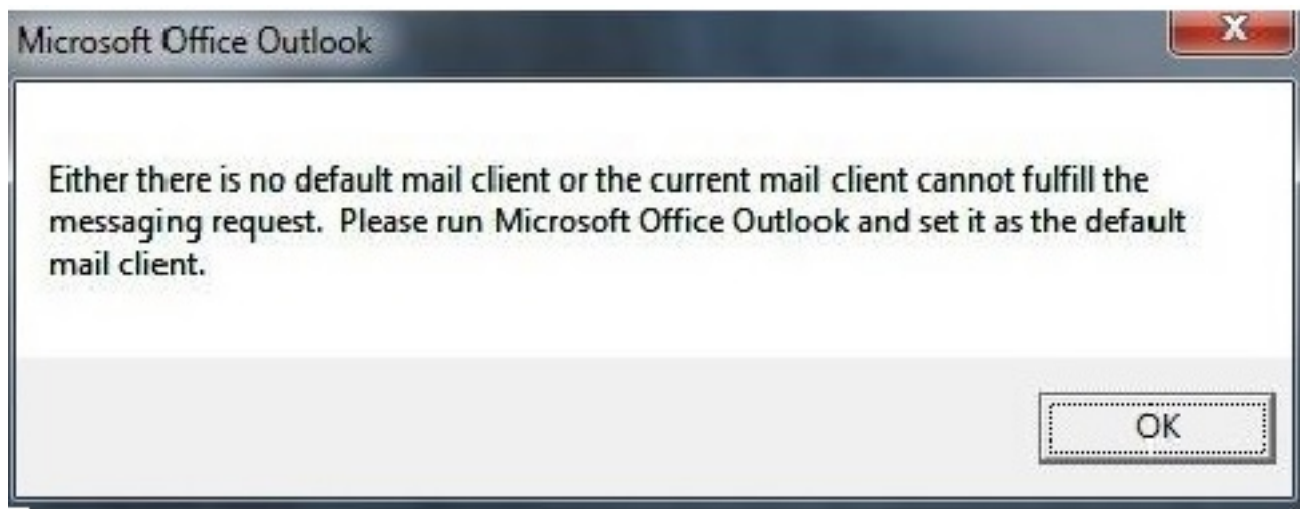 Microsoft Office Outlook
X
Either there is no default mail client or the current mail client cannot fulfill the
messaging request.  Please run Microsoft Office Outlook and set it as the default
mail client.
OK